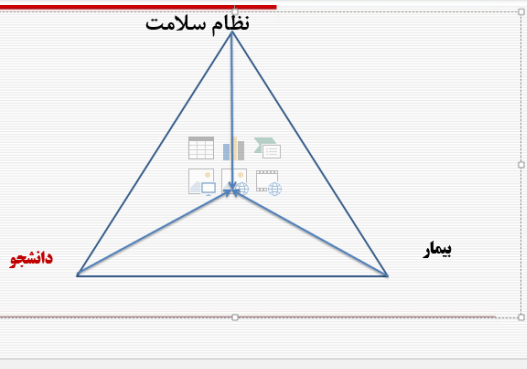 نظام سلامت
بیمار
دانشجو